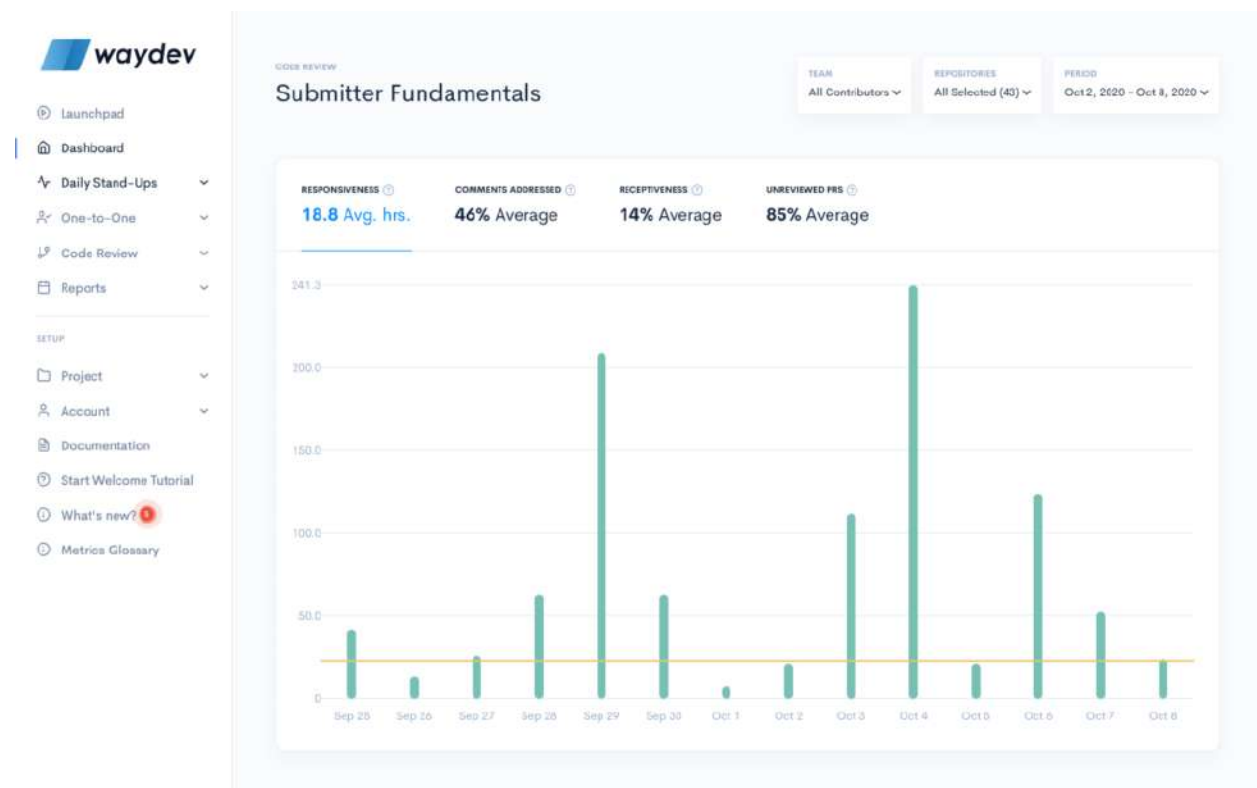 waydev
Launchpad
Dashboard
Daily Stand-Ups
One-to-One
Code Review
Reports
SETUP
Project
Account
Documentation
Start Welcome Tutorial
What's new?
Metrics Glossary
CODE REVIEW
Submitter Fundamentals
TEAM
All Contributors
REPOSITORIES
All Selected (43)
PERIOD
Oct 2, 2020 - Oct 8, 2020
RESPONSIVENESS
18.8 Avg. hrs.
COMMENTS ADDRESSED
46% Average
RECEPTIVENESS
14% Average
UNREVIEWED PRS
85% Average
241.3
200.0
150.0
100.0
50.0
0
Sep 25 Sep 26 Sep 27 Sep 28 Sep 29 Sep 30 Oct 1 Oct 2 Oct 3 Oct 4 Oct 5 Oct 6 Oct 7 Oct 8